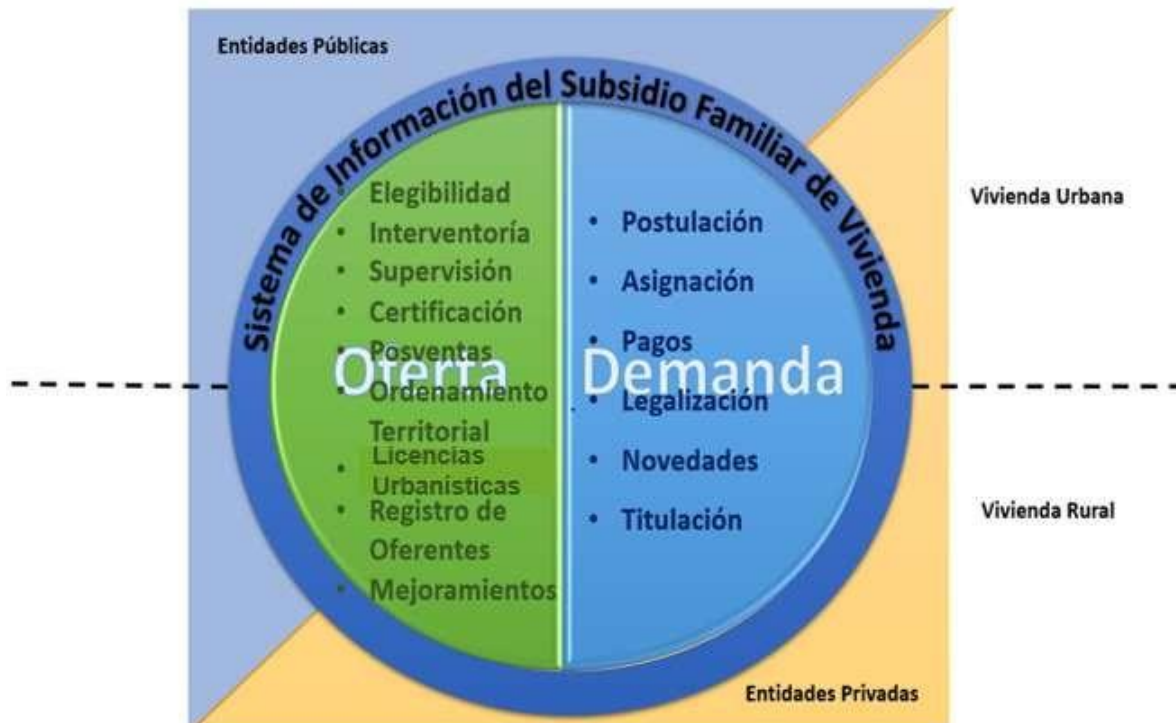 Entidades Públicas
Sistema de Información del Subsidio Familiar de Vivienda
Vivienda Urbana
Oferta
• Elegibilidad
• Interventoría
• Supervisión
• Certificación
• Posventas
• Ordenamiento
Territorial
• Licencias
Urbanísticas
• Registro de
Oferentes
• Mejoramientos
Demanda
• Postulación
• Asignación
• Pagos
• Legalización
• Novedades
• Titulación
Vivienda Rural
Entidades Privadas